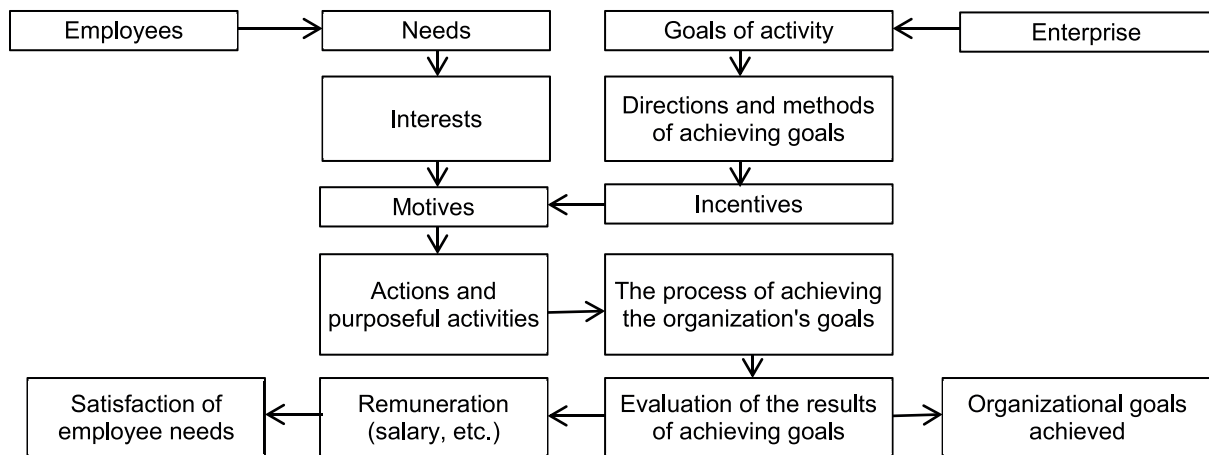 Employees
Needs
Goals of activity
Enterprise
Interests
Directions and methods
of achieving goals
Motives
Incentives
Actions and
purposeful activities
The process of achieving
the organization's goals
Satisfaction of
employee needs
Remuneration
(salary, etc.)
Evaluation of the results
of achieving goals
Organizational goals
achieved